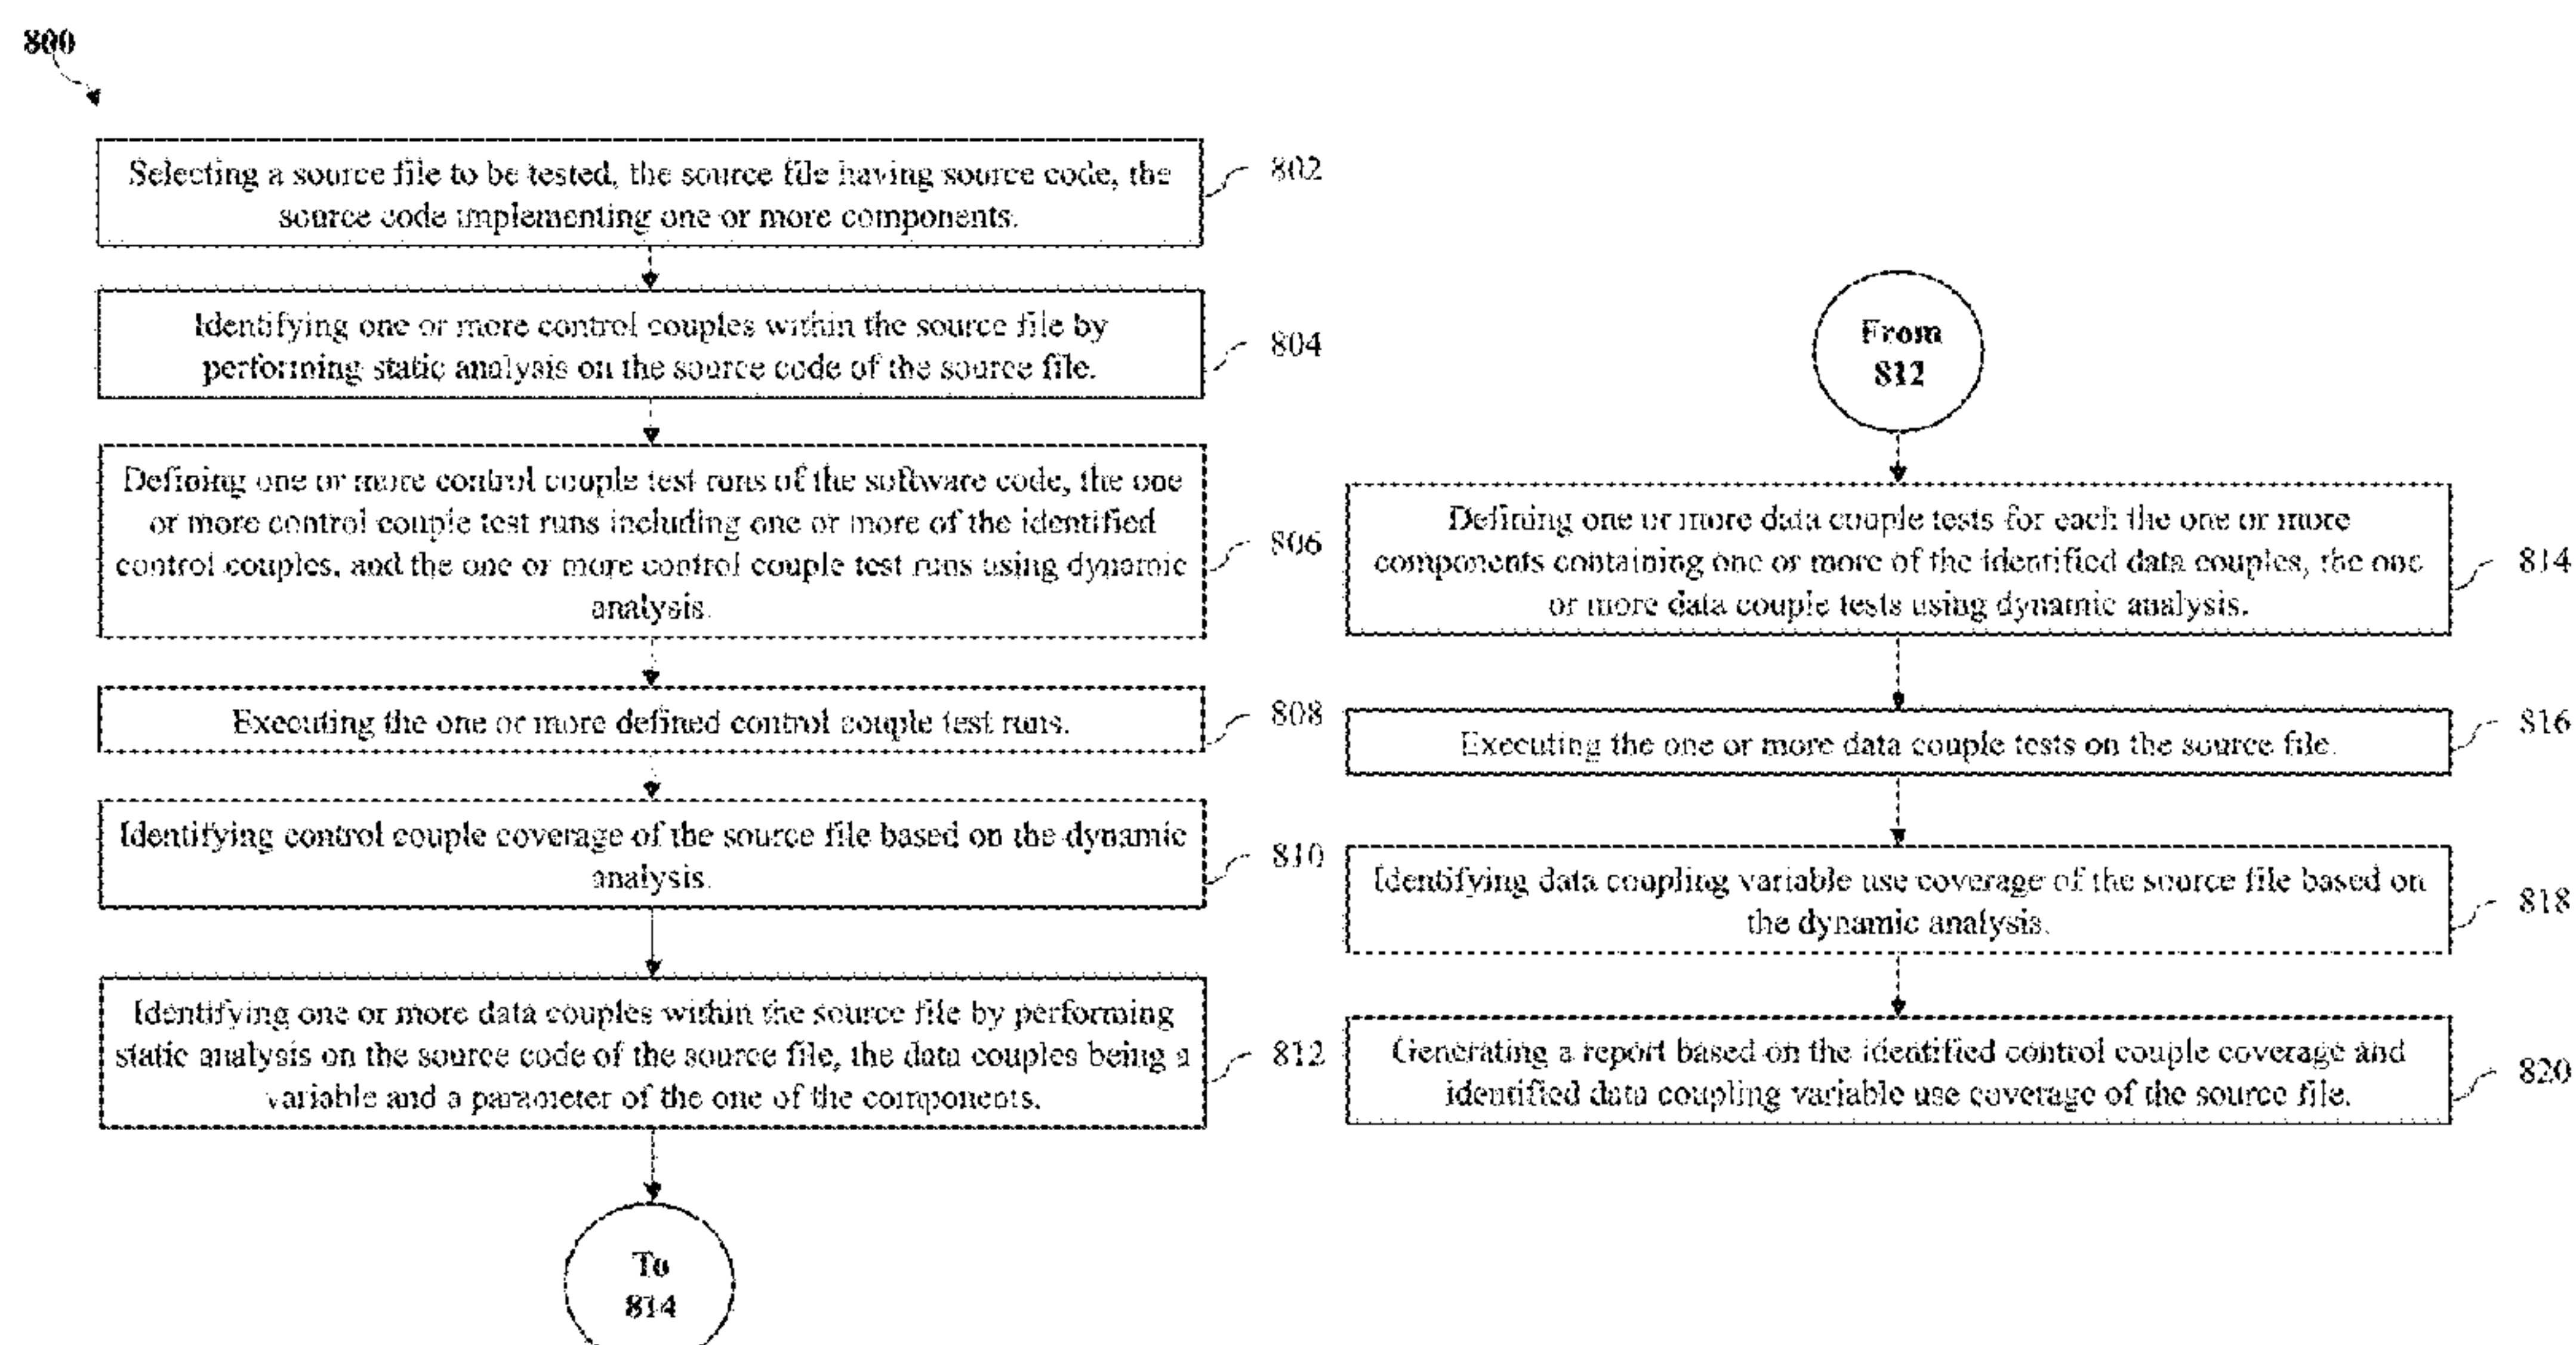 800
Selecting a source file to be tested, the source file having source code, the
source code implementing one or more components.
802
Identifying one or more control couples within the source file by
performing static analysis on the source code of the source file.
804
Defining one or more control couple test runs of the software code, the one
or more control couple test runs including one or more of the identified
control couples, and the one or more control couple test runs using dynamic
analysis.
806
Executing the one or more defined control couple test runs.
808
Identifying control couple coverage of the source file based on the dynamic
analysis.
810
Identifying one or more data couples within the source file by performing
static analysis on the source code of the source file, the data couples being a
variable and a parameter of the one of the components.
812
To
814
From
812
Defining one or more data couple tests for each the one or more
components containing one or more of the identified data couples, the one
or more data couple tests using dynamic analysis.
814
Executing the one or more data couple tests on the source file.
816
Identifying data coupling variable use coverage of the source file based on
the dynamic analysis.
818
Generating a report based on the identified control couple coverage and
identified data coupling variable use coverage of the source file.
820